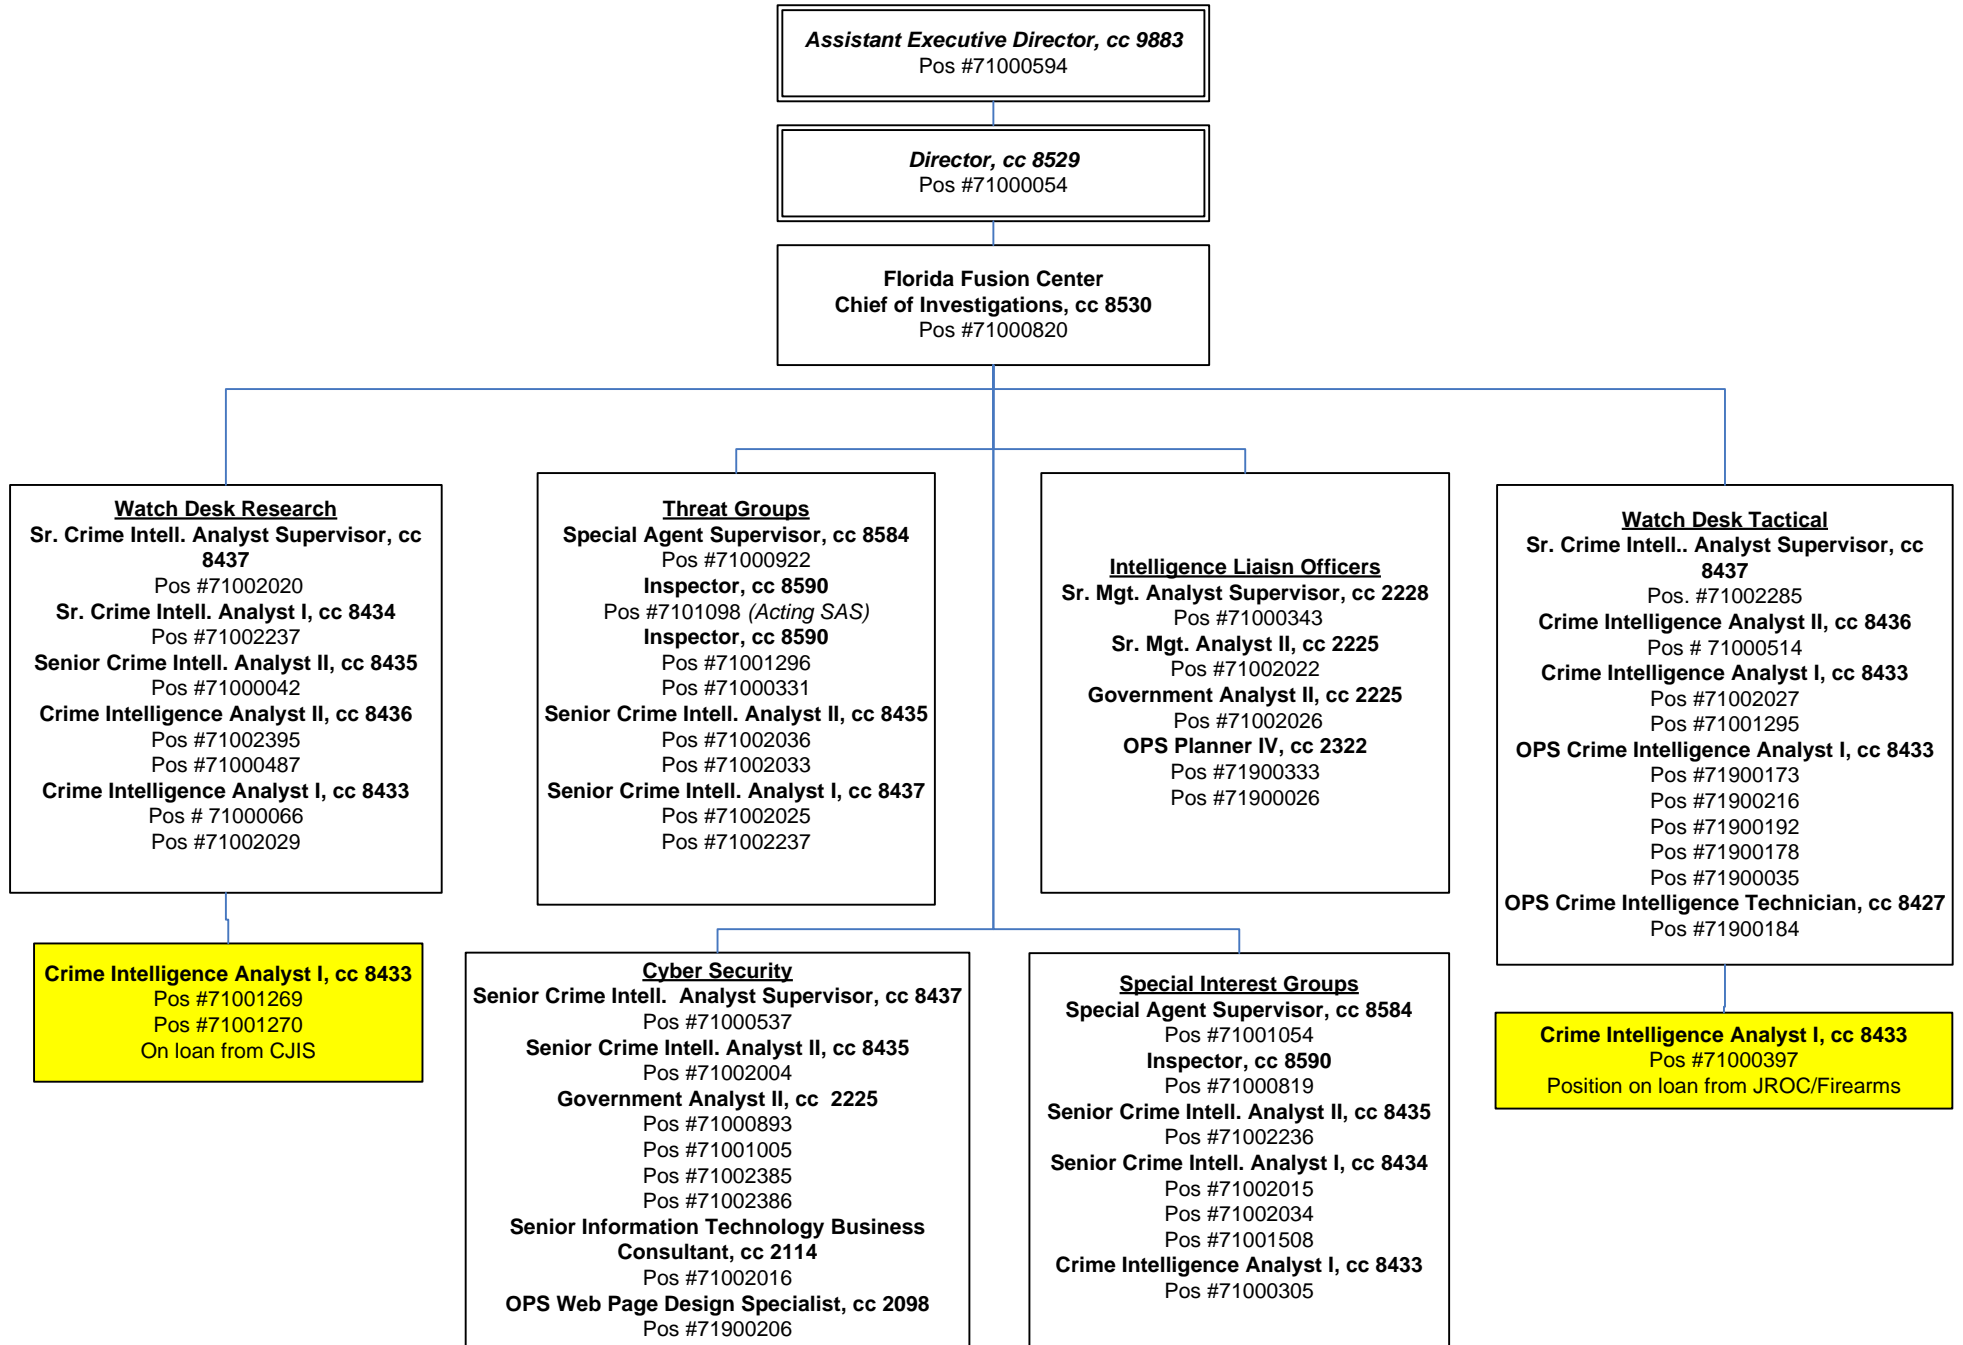 Assistant Executive Director, cc 9883
Pos #71000594
Director, cc 8529
Pos #71000054
Florida Fusion Center
Chief of Investigations, cc 8530
Pos #71000820
Watch Desk Research
Sr. Crime Intell. Analyst Supervisor, cc
8437
Pos #71002020
Sr. Crime Intell. Analyst I, cc 8434
Pos #71002237
Senior Crime Intell. Analyst II, cc 8435
Pos #71000042
Crime Intelligence Analyst II, cc 8436
Pos #71002395
Pos #71000487
Crime Intelligence Analyst I, cc 8433
Pos # 71000066
Pos #71002029
Crime Intelligence Analyst I, cc 8433
Pos #71001269
Pos #71001270
On loan from CJIS
Threat Groups
Special Agent Supervisor, cc 8584
Pos #71000922
Inspector, cc 8590
Pos #7101098 (Acting SAS)
Inspector, cc 8590
Pos #71001296
Pos #71000331
Senior Crime Intell. Analyst II, cc 8435
Pos #71002036
Pos #71002033
Senior Crime Intell. Analyst I, cc 8437
Pos #71002025
Pos #71002237
Intelligence Liaisn Officers
Sr. Mgt. Analyst Supervisor, cc 2228
Pos #71000343
Sr. Mgt. Analyst II, cc 2225
Pos #71002022
Government Analyst II, cc 2225
Pos #71002026
OPS Planner IV, cc 2322
Pos #71900333
Pos #71900026
Watch Desk Tactical
Sr. Crime Intell.. Analyst Supervisor, cc
8437
Pos. #71002285
Crime Intelligence Analyst II, cc 8436
Pos # 71000514
Crime Intelligence Analyst I, cc 8433
Pos #71002027
Pos #71001295
OPS Crime Intelligence Analyst I, cc 8433
Pos #71900173
Pos #71900216
Pos #71900192
Pos #71900178
Pos #71900035
OPS Crime Intelligence Technician, cc 8427
Pos #71900184
Crime Intelligence Analyst I, cc 8433
Pos #71000397
Position on loan from JROC/Firearms
Cyber Security
Senior Crime Intell.  Analyst Supervisor, cc 8437
Pos #71000537
Senior Crime Intell. Analyst II, cc 8435
Pos #71002004
Government Analyst II, cc  2225
Pos #71000893
Pos #71001005
Pos #71002385
Pos #71002386
Senior Information Technology Business
Consultant, cc 2114
Pos #71002016
OPS Web Page Design Specialist, cc 2098
Pos #71900206
Special Interest Groups
Special Agent Supervisor, cc 8584
Pos #71001054
Inspector, cc 8590
Pos #71000819
Senior Crime Intell. Analyst II, cc 8435
Pos #71002236
Senior Crime Intell. Analyst I, cc 8434
Pos #71002015
Pos #71002034
Pos #71001508
Crime Intelligence Analyst I, cc 8433
Pos #71000305